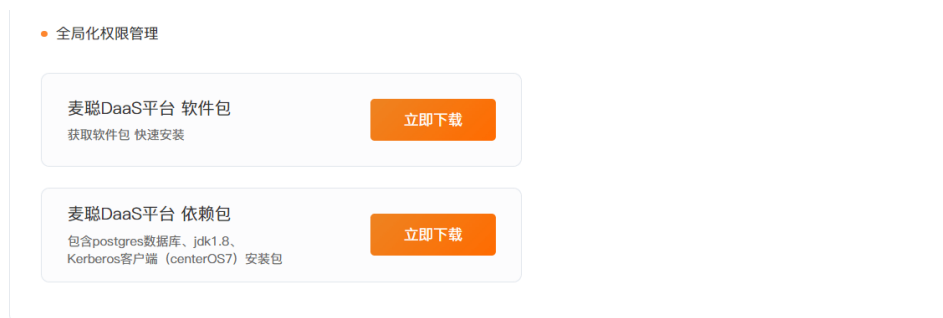 全局化权限管理
麦聪DaaS平台 软件包
获取软件包 快速安装
立即下载
麦聪DaaS平台 依赖包
包含postgres数据库、jdk1.8、
Kerberos客户端（centerOS7）安装包
立即下载